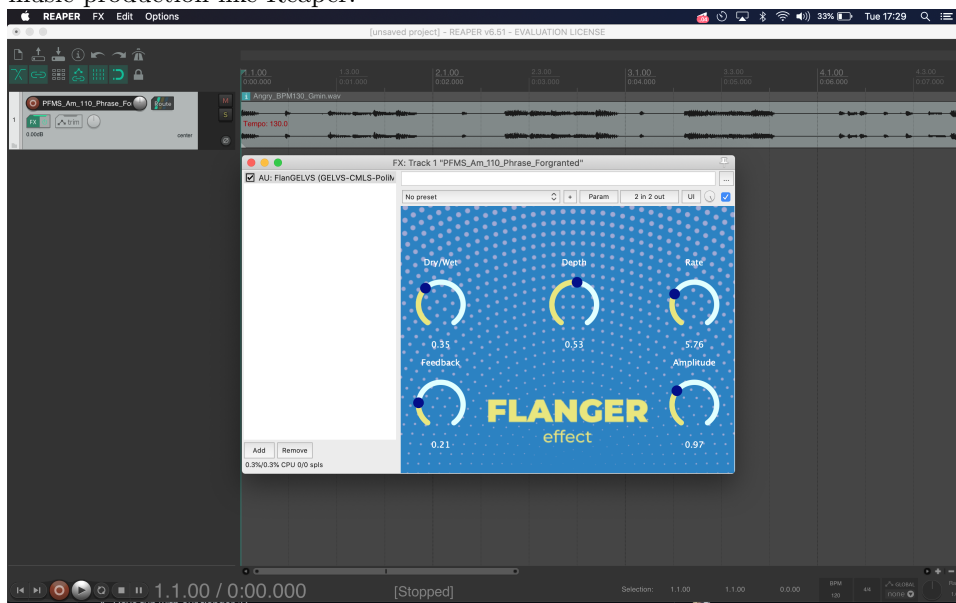 music production like Reaper.
REAPER FX Edit Options
33% Tue 17:29
[unsaved project] - REAPER v6.51 - EVALUATION LICENSE
1.1.00 1.3.00 2.1.00 2.3.00 3.1.00 3.3.00 4.1.00 4.3.00
0:00.000 0:01.000 0:02.000 0:03.000 0:04.000 0:05.000 0:06.000 0:07.000
PFMS_Am_110_Phrase_Fo Route M
i Angry_BPM130_Gmin.wav
1 FX trim S
Tempo: 130.0
0.00dB center
FX: Track 1 "PFMS_Am_110_Phrase_Forgranted"
AU: FlanGELVS (GELVS-CMLS-PoliM ...
No preset + Param 2 in 2 out UI
Dry/Wet Depth Rate
0.35 0.53 5.76
Feedback Amplitude
FLANGER
effect
0.21 0.97
Add Remove
0.3%/0.3% CPU 0/0 spls
1.1.00 / 0:00.000 [Stopped] Selection: 1.1.00 1.1.00 0.0.00 BPM 120 4/4 GLOBAL none